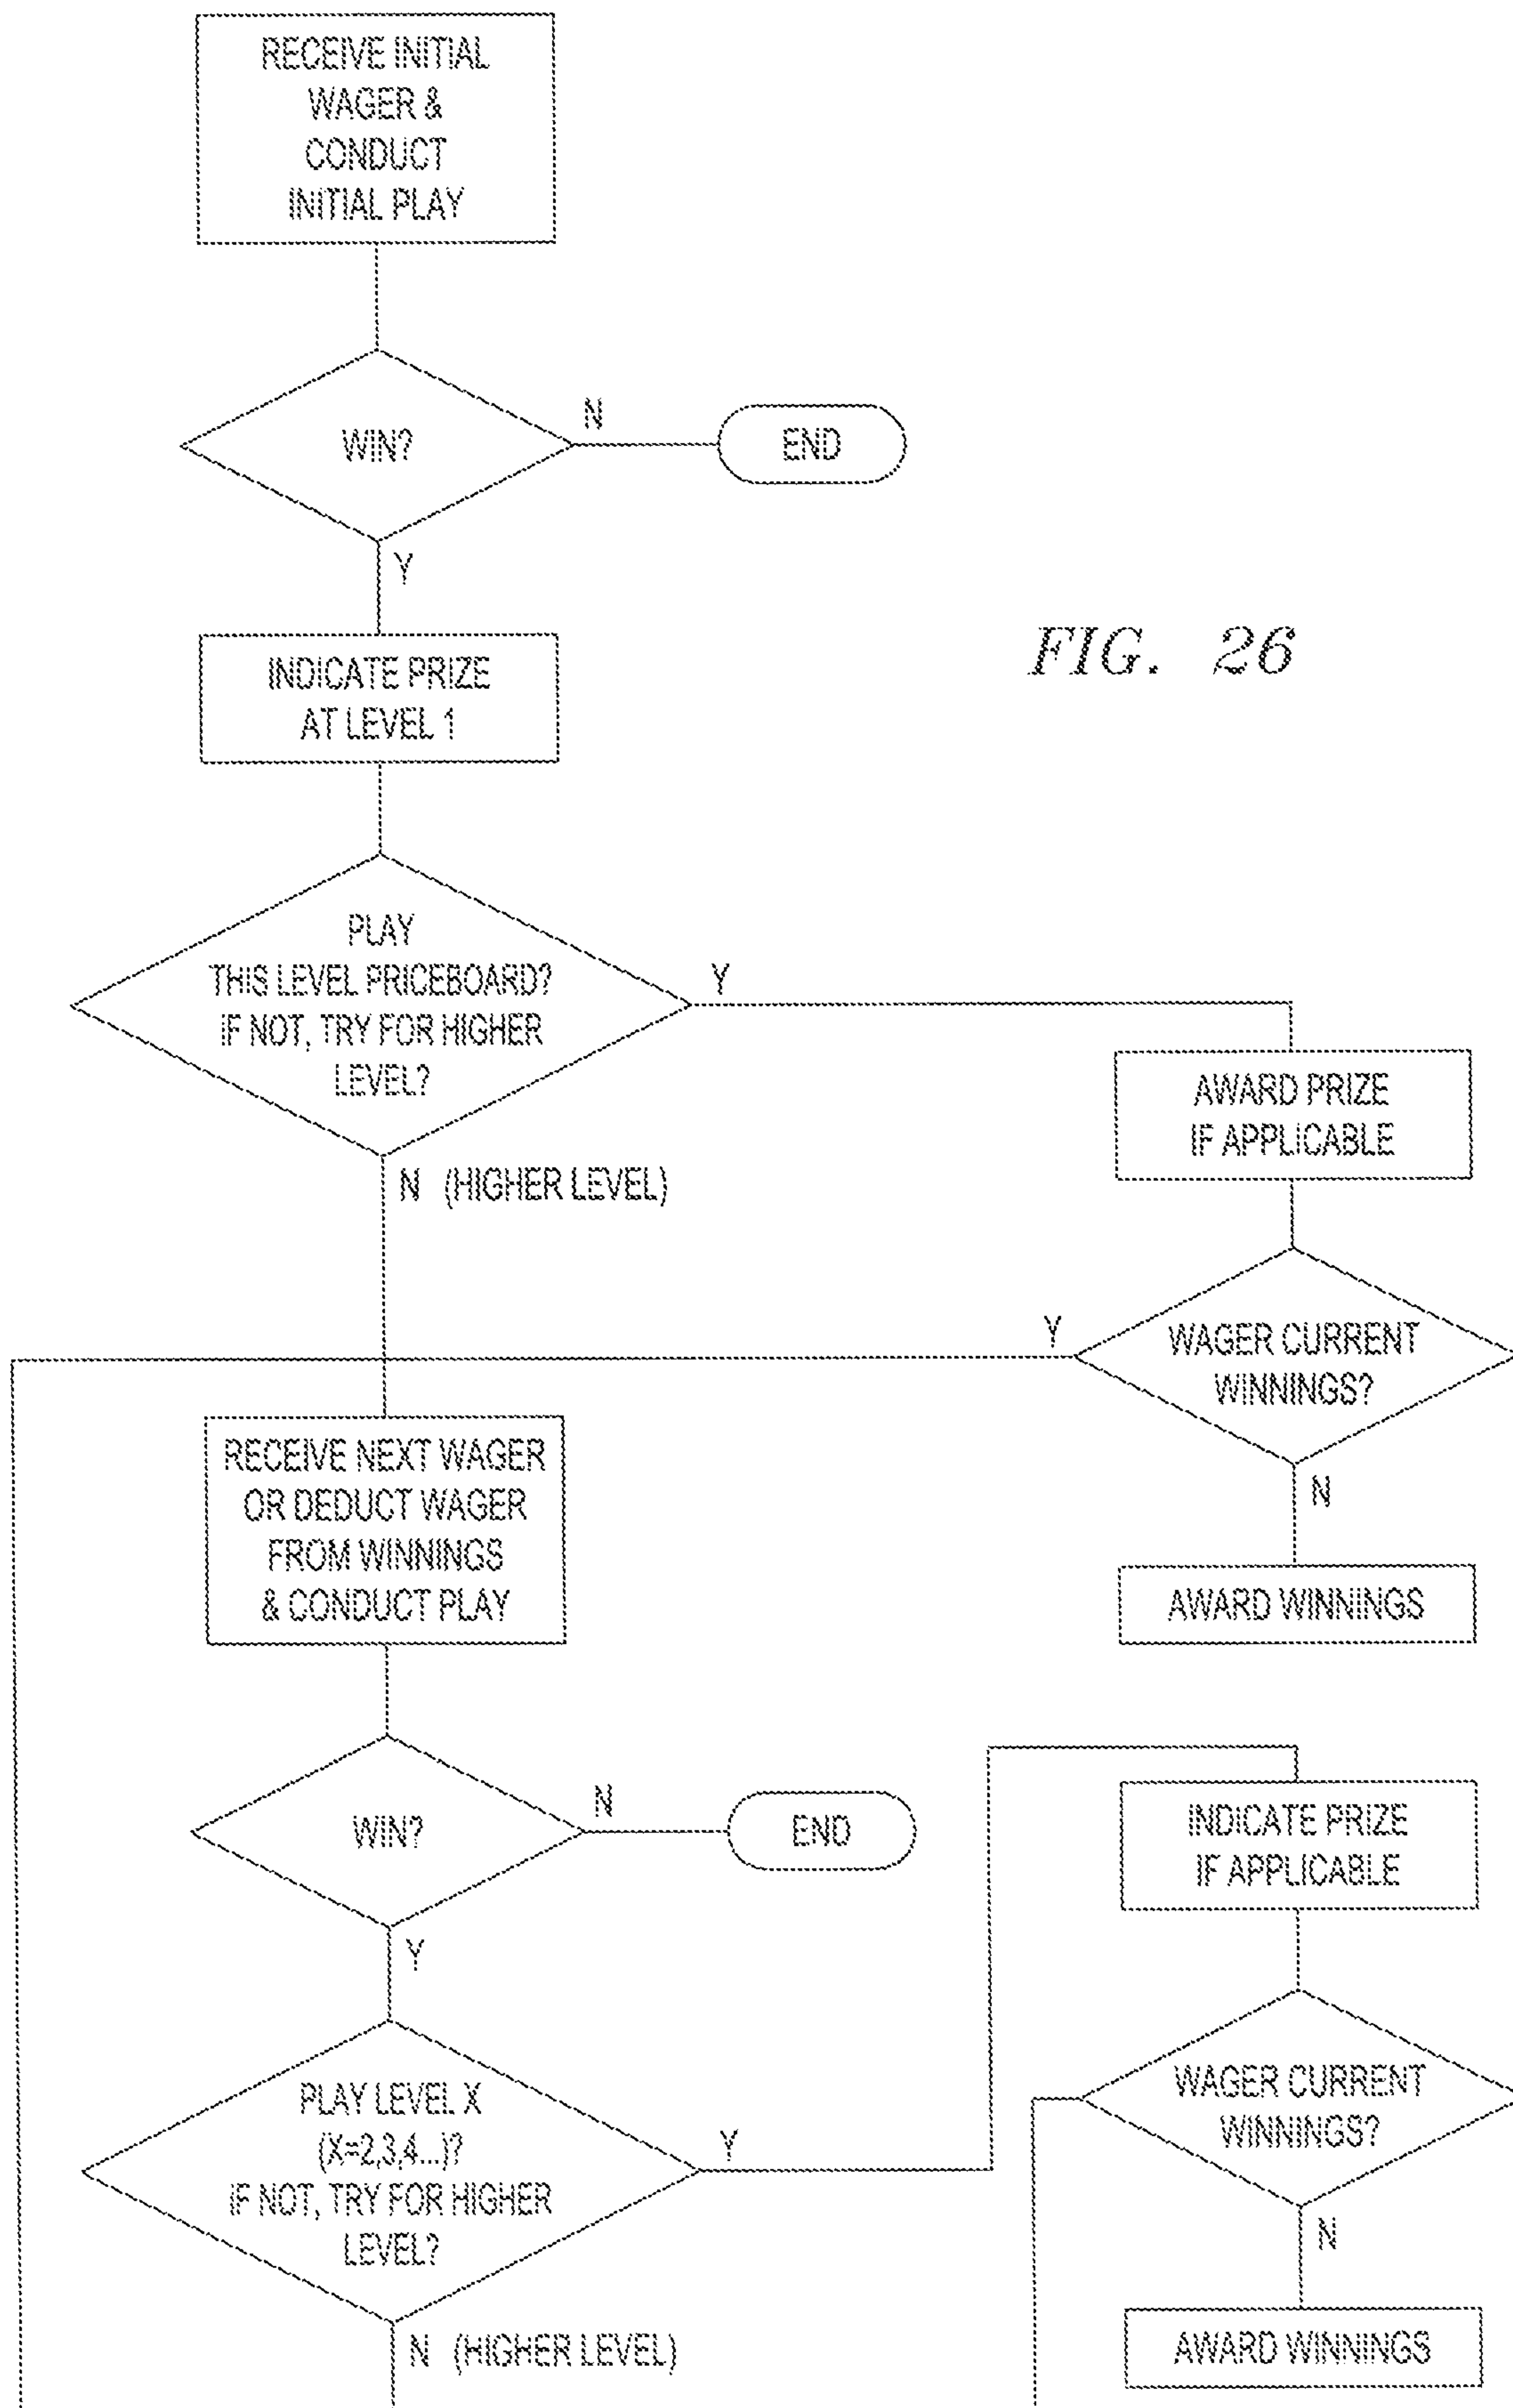 RECEIVE INITIAL
WAGER &
CONDUCT
INITIAL PLAY
WIN?
N
END
Y
INDICATE PRIZE
AT LEVEL 1
FIG. 26
PLAY
THIS LEVEL PRICEBOARD?
IF NOT, TRY FOR HIGHER
LEVEL?
Y
N (HIGHER LEVEL)
AWARD PRIZE
IF APPLICABLE
Y
WAGER CURRENT
WINNINGS?
N
AWARD WINNINGS
RECEIVE NEXT WAGER
OR DEDUCT WAGER
FROM WINNINGS
& CONDUCT PLAY
WIN?
N
END
Y
PLAY LEVEL X
(X=2,3,4...)?
IF NOT, TRY FOR HIGHER
LEVEL?
Y
N (HIGHER LEVEL)
INDICATE PRIZE
IF APPLICABLE
WAGER CURRENT
WINNINGS?
N
AWARD WINNINGS